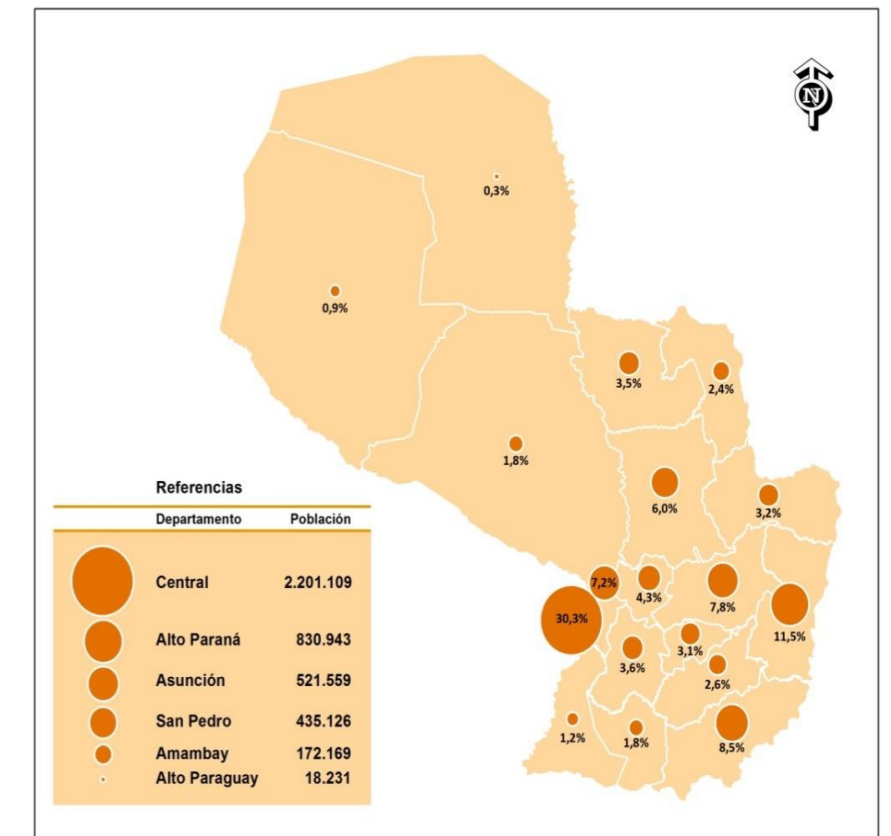 N
0,3%
0,9%
3,5%
2,4%
1,8%
6,0%
3,2%
7,2%
4,3%
7,8%
30,3%
11,5%
3,1%
3,6%
2,6%
1,2%
1,8%
8,5%
Referencias
Departamento Población
Central 2.201.109
Alto Paraná 830.943
Asunción 521.559
San Pedro 435.126
Amambay 172.169
Alto Paraguay 18.231